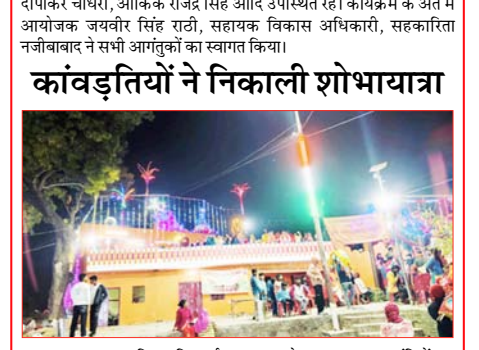 दीपांकर चौधरी, आंकिक राजेंद्र सिंह आदि उपस्थित रहे। कार्यक्रम के अंत में
आयोजक जयवीर सिंह राठी, सहायक विकास अधिकारी, सहकारिता
नजीबाबाद ने सभी आगंतुकों का स्वागत किया।
कांवड़तियों ने निकाली शोभायात्रा